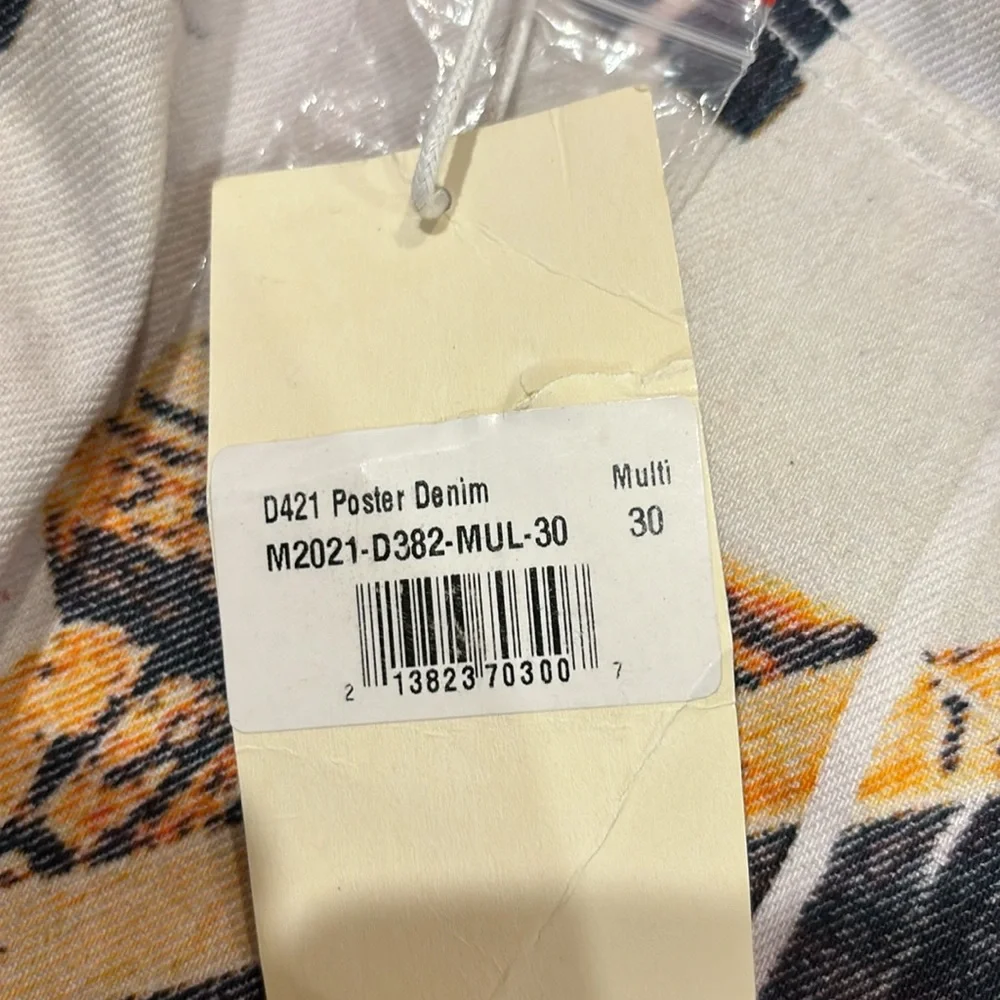 D421 Poster Denim Multi
M2021-D382-MUL-30 30
2 13823 70300 7